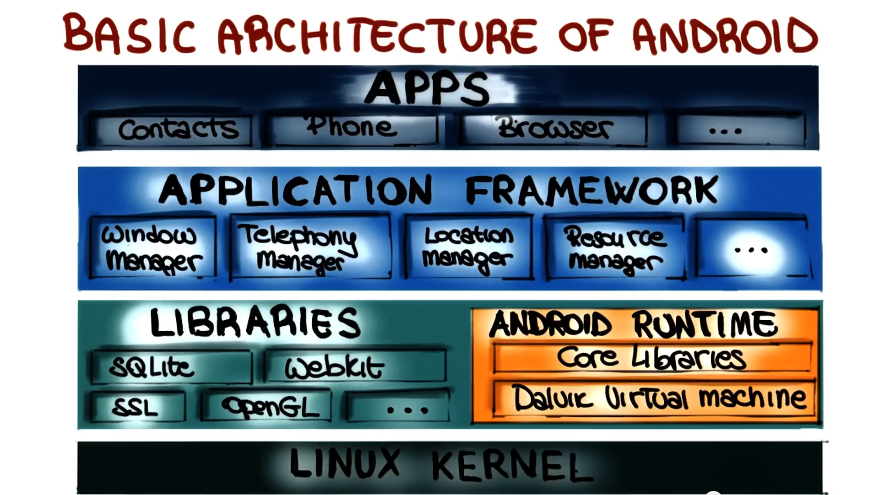 BASIC ARCHITECTURE OF ANDROID
APPS
Contacts Phone Browser ...
APPLICATION FRAMEWORK
Window Manager
Telephony Manager
Location manager
Resource manager
...
LIBRARIES
SQLite Webkit
SSL OpenGL ...
ANDROID RUNTIME
Core Libraries
Dalvik Virtual machine
LINUX KERNEL